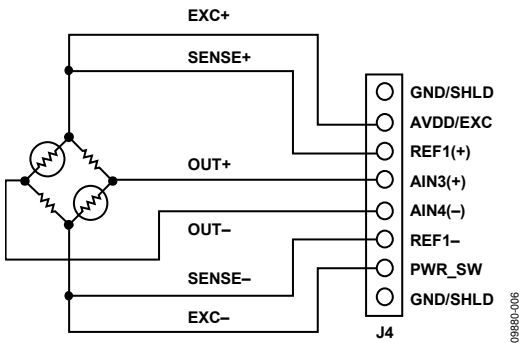 EXC+
SENSE+
GND/SHLD
AVDD/EXC
REF1(+)
OUT+
AIN3(+)
AIN4(–)
OUT–
REF1–
SENSE–
PWR_SW
GND/SHLD
EXC–
J4
09880-006